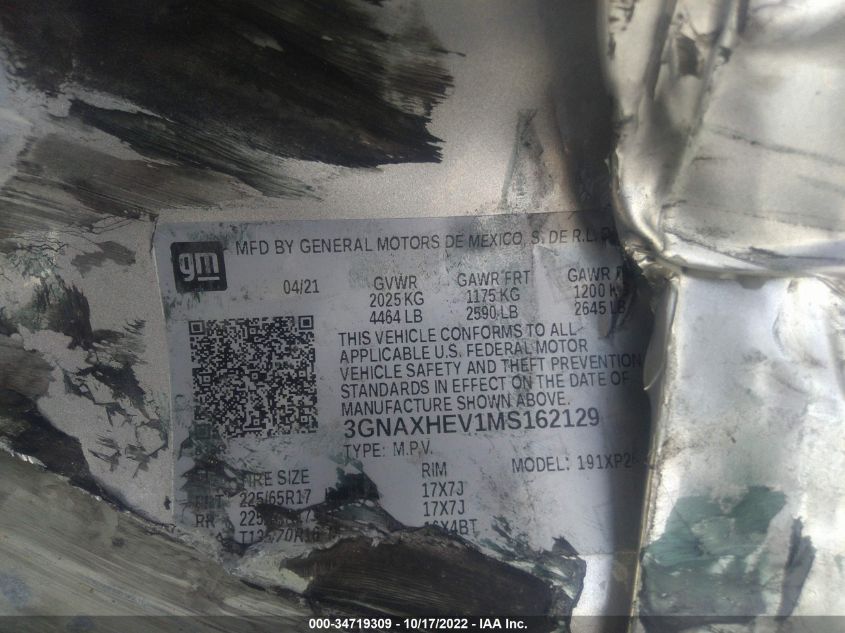 gm
MFD BY GENERAL MOTORS DE MEXICO, S. DE R.L.
04/21
GVWR GAWR FRT GAWR
2025 KG 1175 KG 1200
4464 LB 2590 LB 2645 LB
THIS VEHICLE CONFORMS TO ALL
APPLICABLE U.S. FEDERAL MOTOR
VEHICLE SAFETY AND THEFT PREVENTION
STANDARDS IN EFFECT ON THE DATE OF
MANUFACTURE SHOWN ABOVE.
3GNAXHEV1MS162129
TYPE: M.P.V. MODEL:
SIZE RIM
225/65R17 17X7J
RR 17X7J
000-34719309 - 10/17/2022 - IAA Inc.